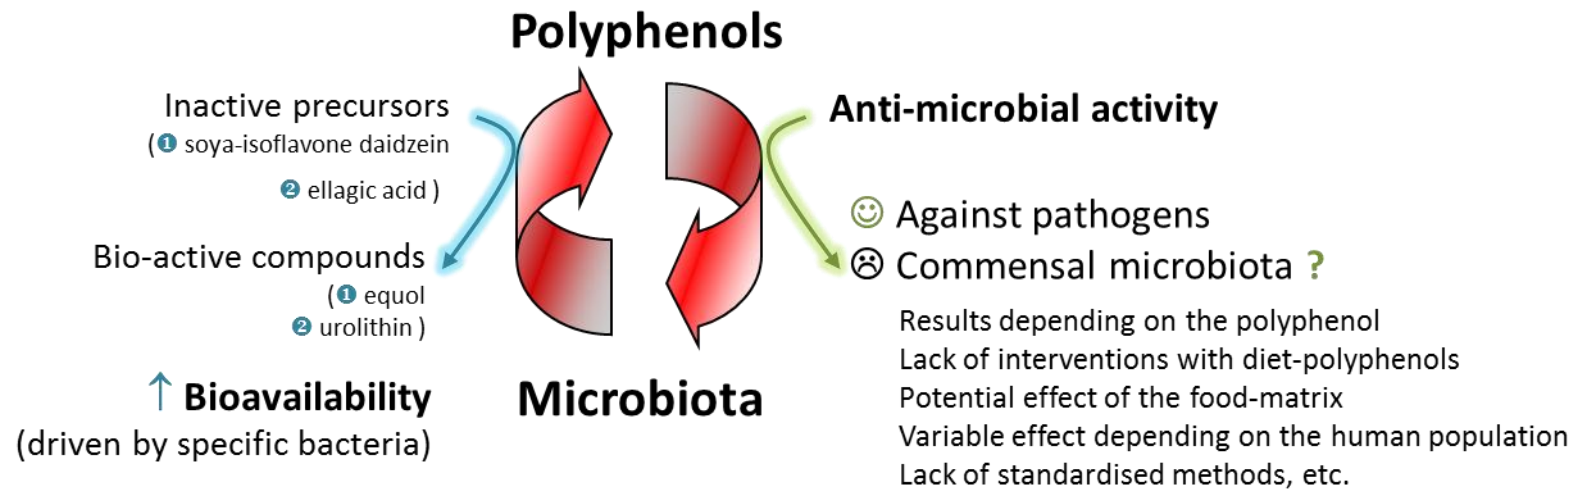 Polyphenols
Inactive precursors
(❶ soya-isoflavone daidzein
❷ ellagic acid )
Bio-active compounds
(❶ equol
❷ urolithin )
↑ Bioavailability
(driven by specific bacteria)
Microbiota
Anti-microbial activity
☺ Against pathogens
☹ Commensal microbiota ?
Results depending on the polyphenol
Lack of interventions with diet-polyphenols
Potential effect of the food-matrix
Variable effect depending on the human population
Lack of standardised methods, etc.